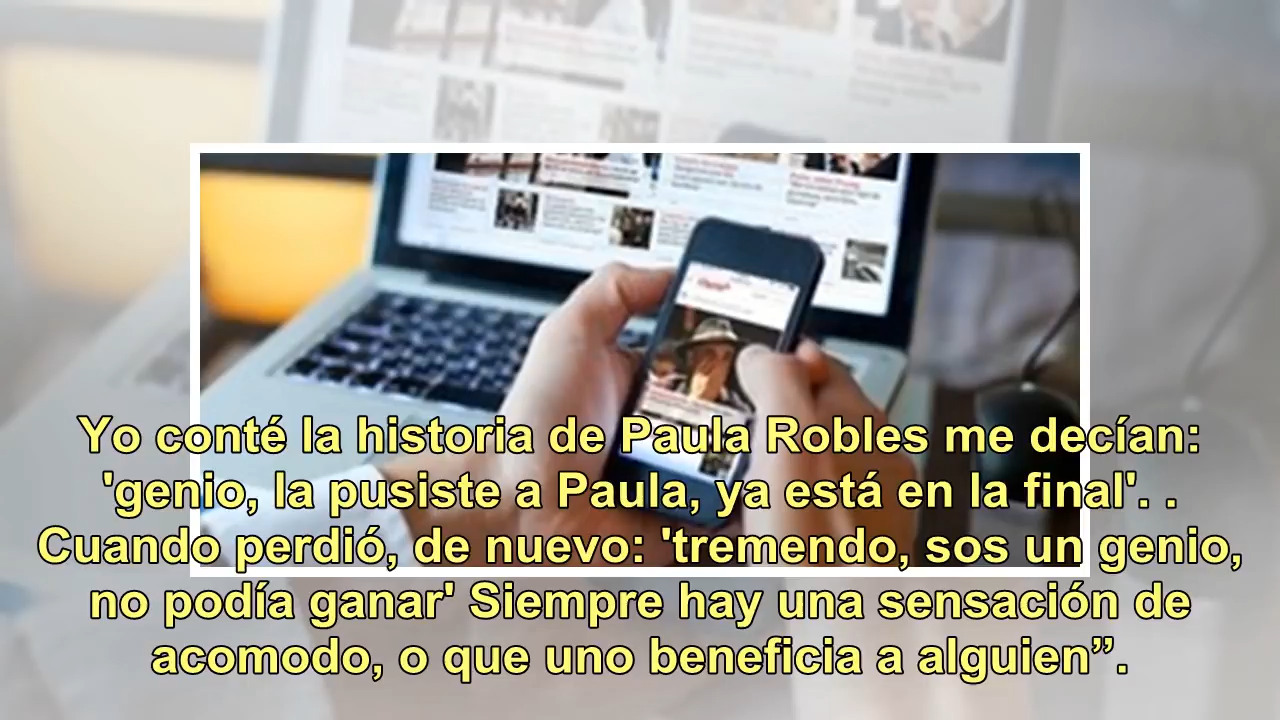 Yo conté la historia de Paula Robles me decían:
'genio, la pusiste a Paula, ya está en la final'. .
Cuando perdió, de nuevo: 'tremendo, sos un genio,
no podía ganar' Siempre hay una sensación de
acomodo, o que uno beneficia a alguien”.